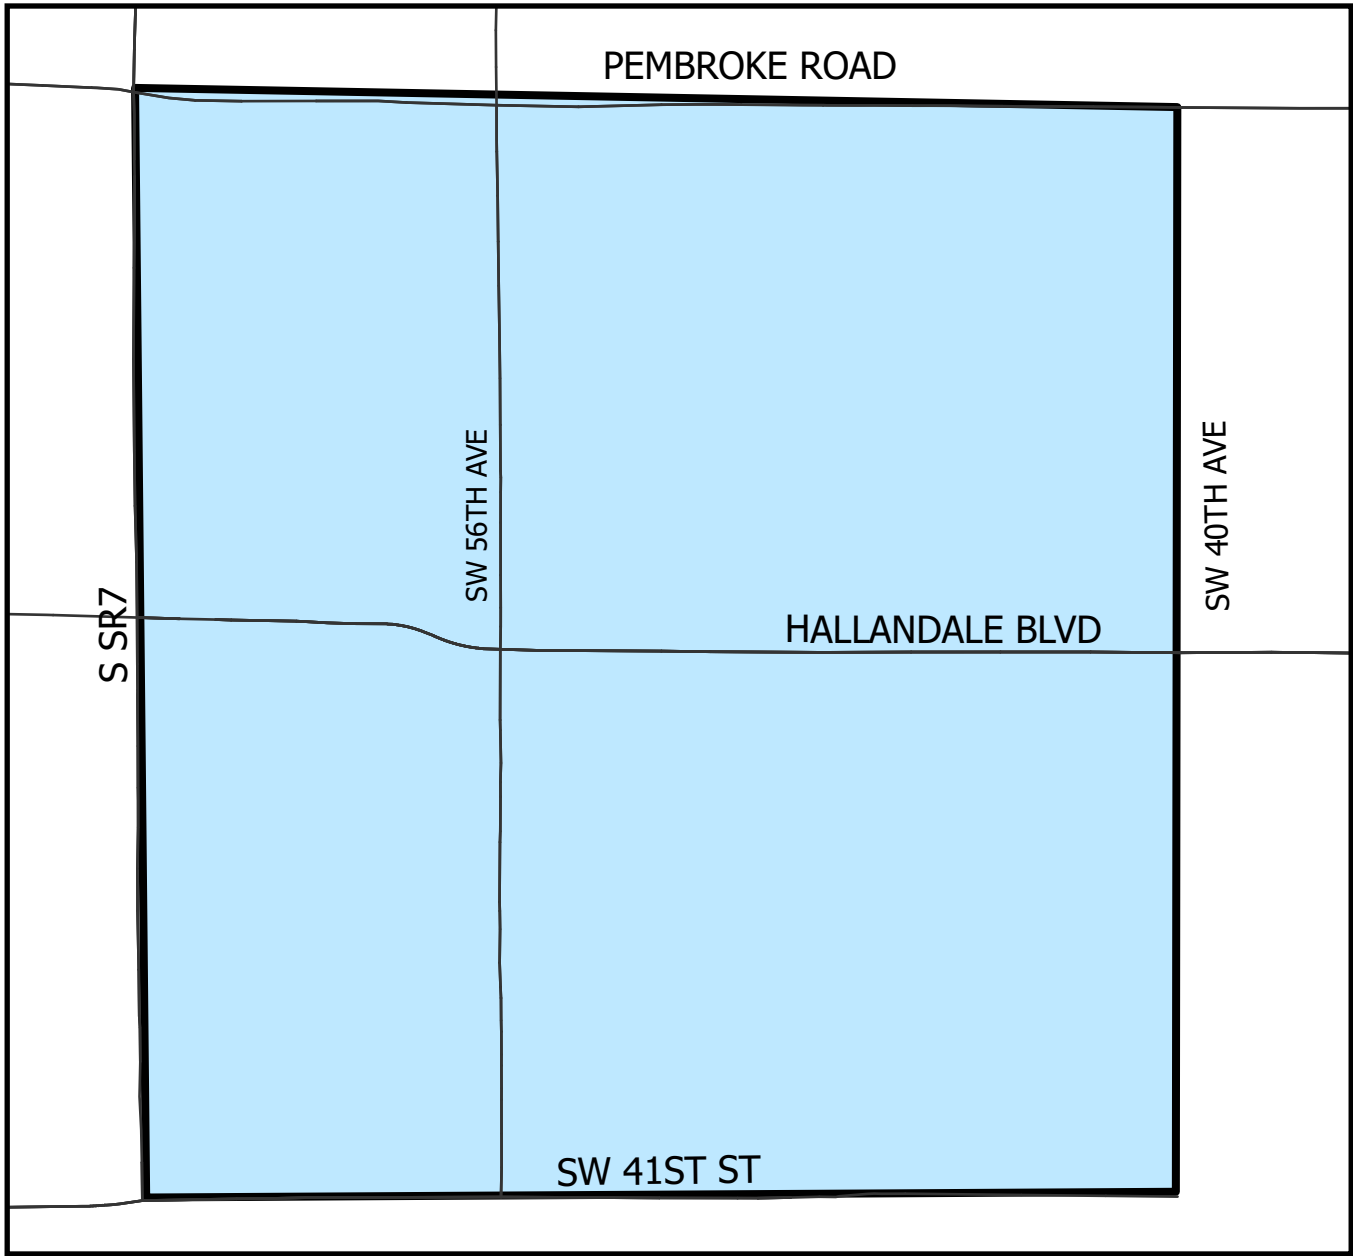 PEMBROKE ROAD
SW 56TH AVE
SW 40TH AVE
S SR7
HALLANDALE BLVD
SW 41ST ST